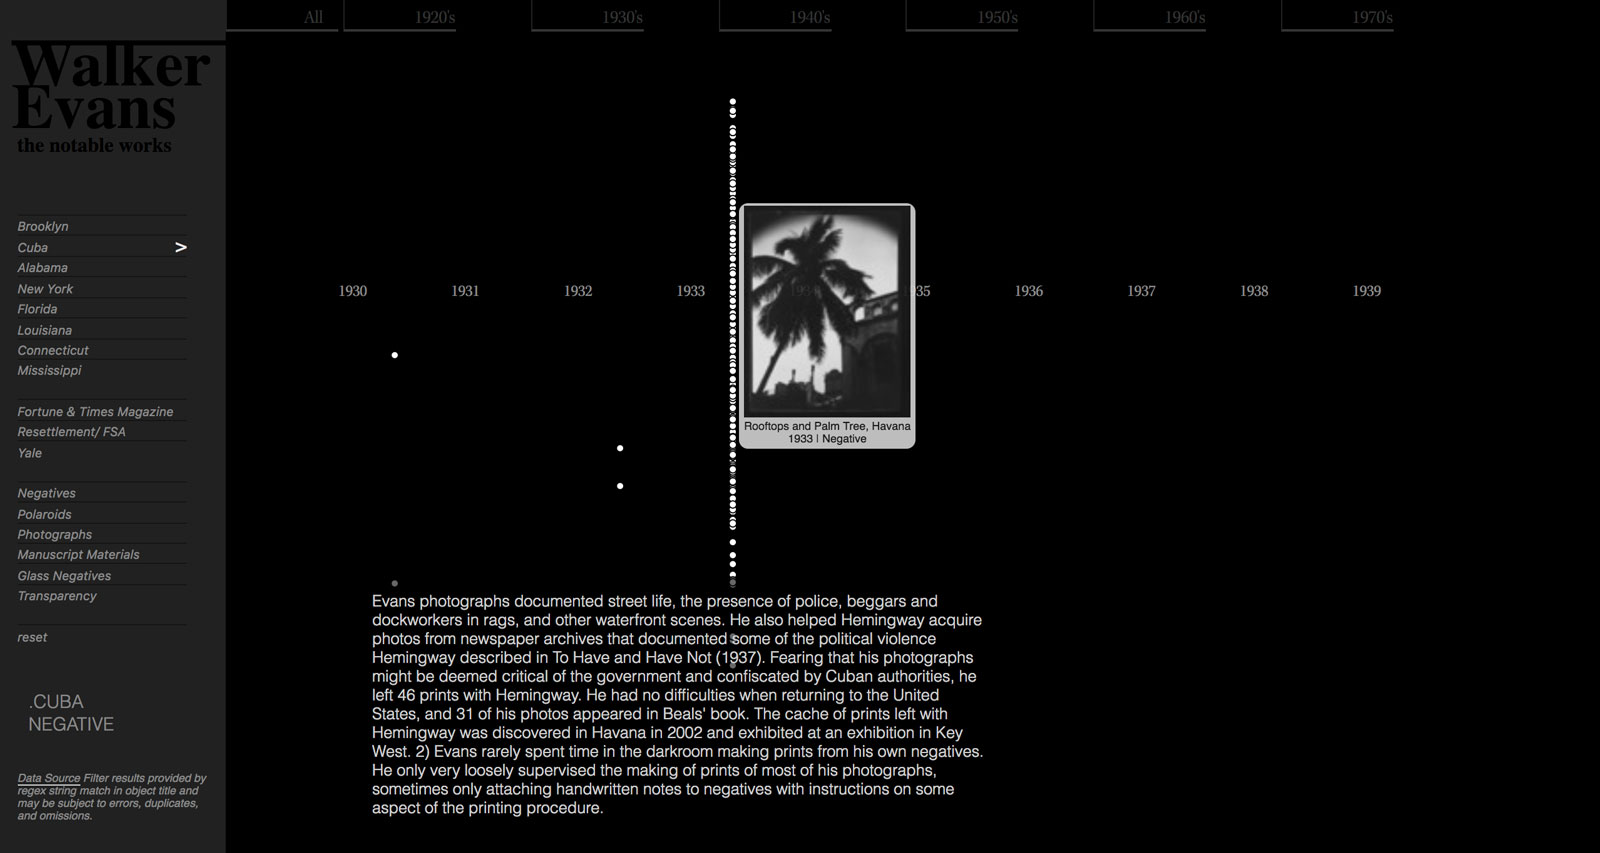 All
1920's
1930's
1940's
1950's
1960's
1970's
Walker
Evans
the notable works
Brooklyn
Cuba >
Alabama
New York
Florida
Louisiana
Connecticut
Mississippi
Fortune & Times Magazine
Resettlement/ FSA
Yale
Negatives
Polaroids
Photographs
Manuscript Materials
Glass Negatives
Transparency
reset
.CUBA
NEGATIVE
Data Source Filter results provided by
regex string match in object title and
may be subject to errors, duplicates,
and omissions.
1930
1931
1932
1933
1934
1935
1936
1937
1938
1939
Rooftops and Palm Tree, Havana
1933 | Negative
Evans photographs documented street life, the presence of police, beggars and
dockworkers in rags, and other waterfront scenes. He also helped Hemingway acquire
photos from newspaper archives that documented some of the political violence
Hemingway described in To Have and Have Not (1937). Fearing that his photographs
might be deemed critical of the government and confiscated by Cuban authorities, he
left 46 prints with Hemingway. He had no difficulties when returning to the United
States, and 31 of his photos appeared in Beals' book. The cache of prints left with
Hemingway was discovered in Havana in 2002 and exhibited at an exhibition in Key
West. 2) Evans rarely spent time in the darkroom making prints from his own negatives.
He only very loosely supervised the making of prints of most of his photographs,
sometimes only attaching handwritten notes to negatives with instructions on some
aspect of the printing procedure.